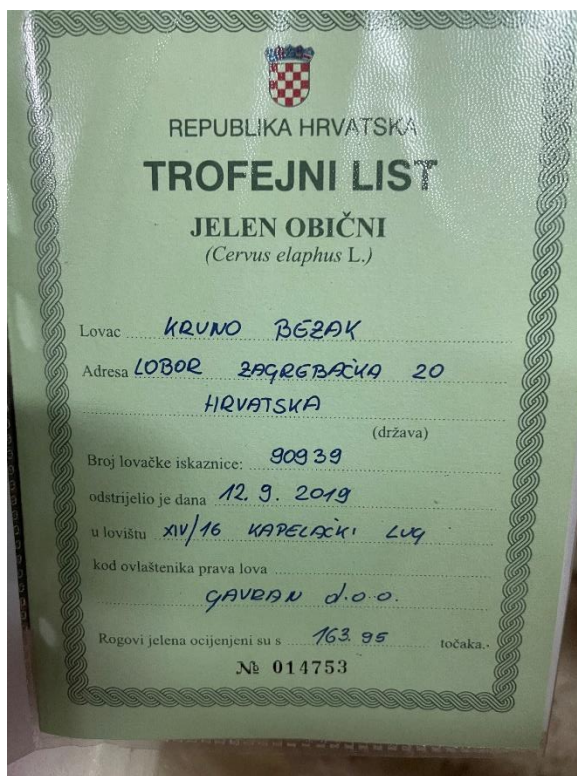 REPUBLIKA HRVATSKA
TROFEJNI LIST
JELEN OBIČNI
(Cervus elaphus L.)
Lovac KRUNO BEZAK
Adresa LOBOR ZAGREBAČKA 20
HRVATSKA
(država)
Broj lovačke iskaznice: 90939
odstrijelio je dana 12. 9. 2019
u lovištu XIV/16 KAPELAČKI LUG
kod ovlaštenika prava lova
GAVRAN d.o.o.
Rogovi jelena ocijenjeni su s 163.95 točaka.
№ 014753